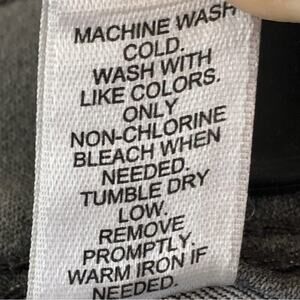 MACHINE WASH
COLD.
WASH WITH
LIKE COLORS.
ONLY
NON-CHLORINE
BLEACH WHEN
NEEDED.
TUMBLE DRY
LOW.
REMOVE
PROMPTLY.
WARM IRON IF
NEEDED.